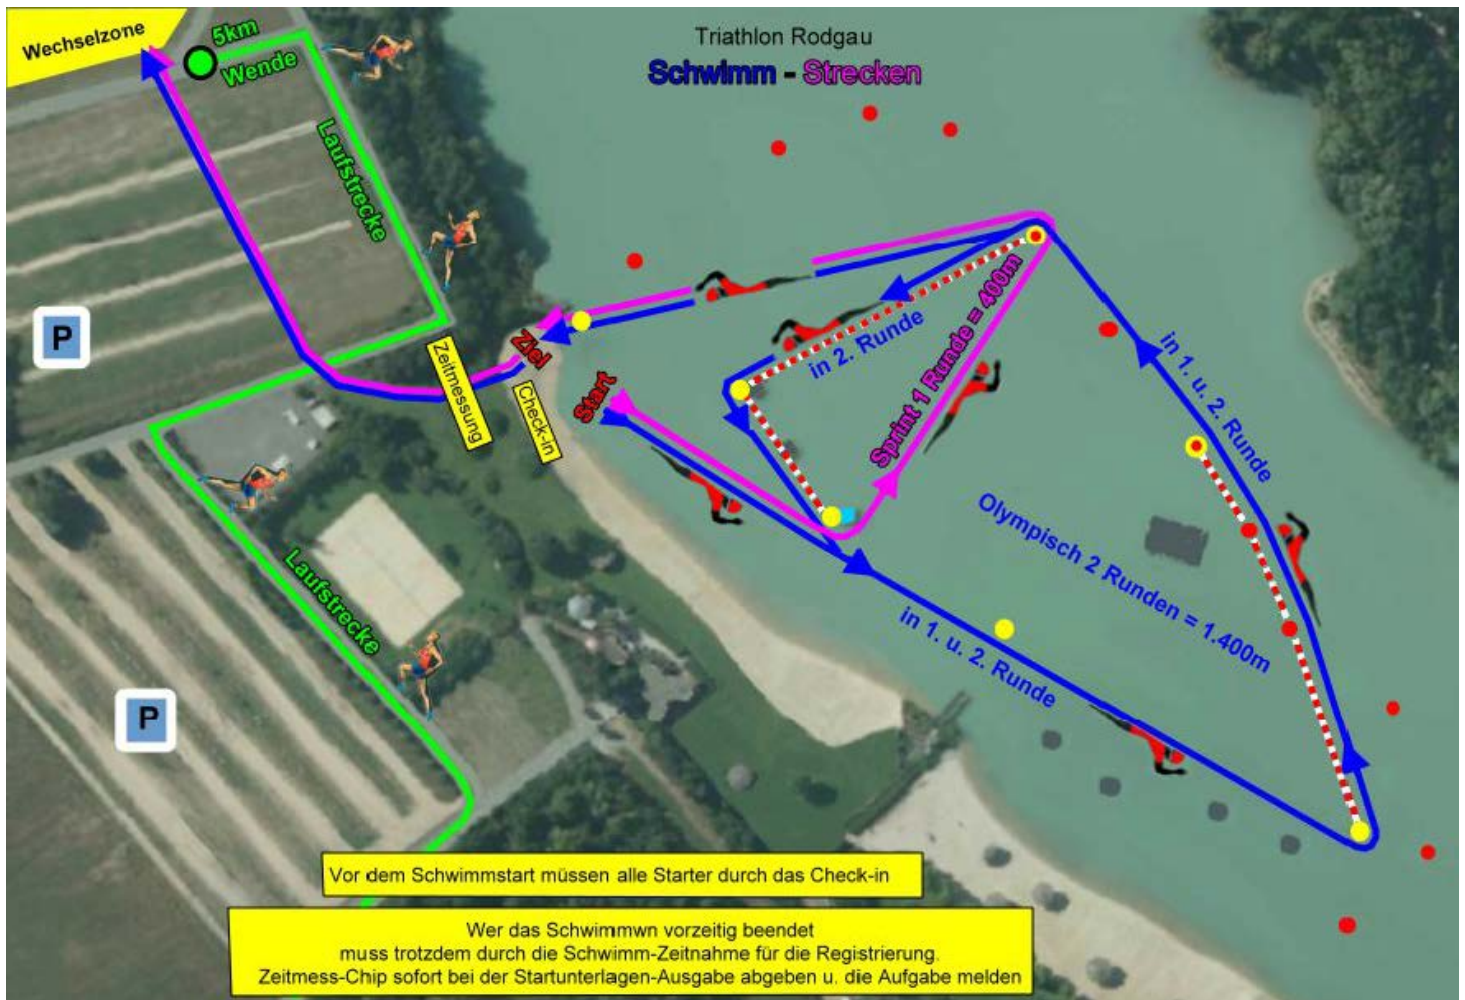 Wechselzone
5km
Wende
Triathlon Rodgau
Schwimm - Strecken
Laufstrecke
P
Zeitmessung
Ziel
Check-in
Start
in 2. Runde
Sprint 1 Runde = 400m
in 1. u. 2. Runde
Olympisch 2 Runden = 1.400m
in 1. u. 2. Runde
Laufstrecke
P
Vor dem Schwimmstart müssen alle Starter durch das Check-in
Wer das Schwimmwn vorzeitig beendet
muss trotzdem durch die Schwimm-Zeitnahme für die Registrierung.
Zeitmess-Chip sofort bei der Startunterlagen-Ausgabe abgeben u. die Aufgabe melden